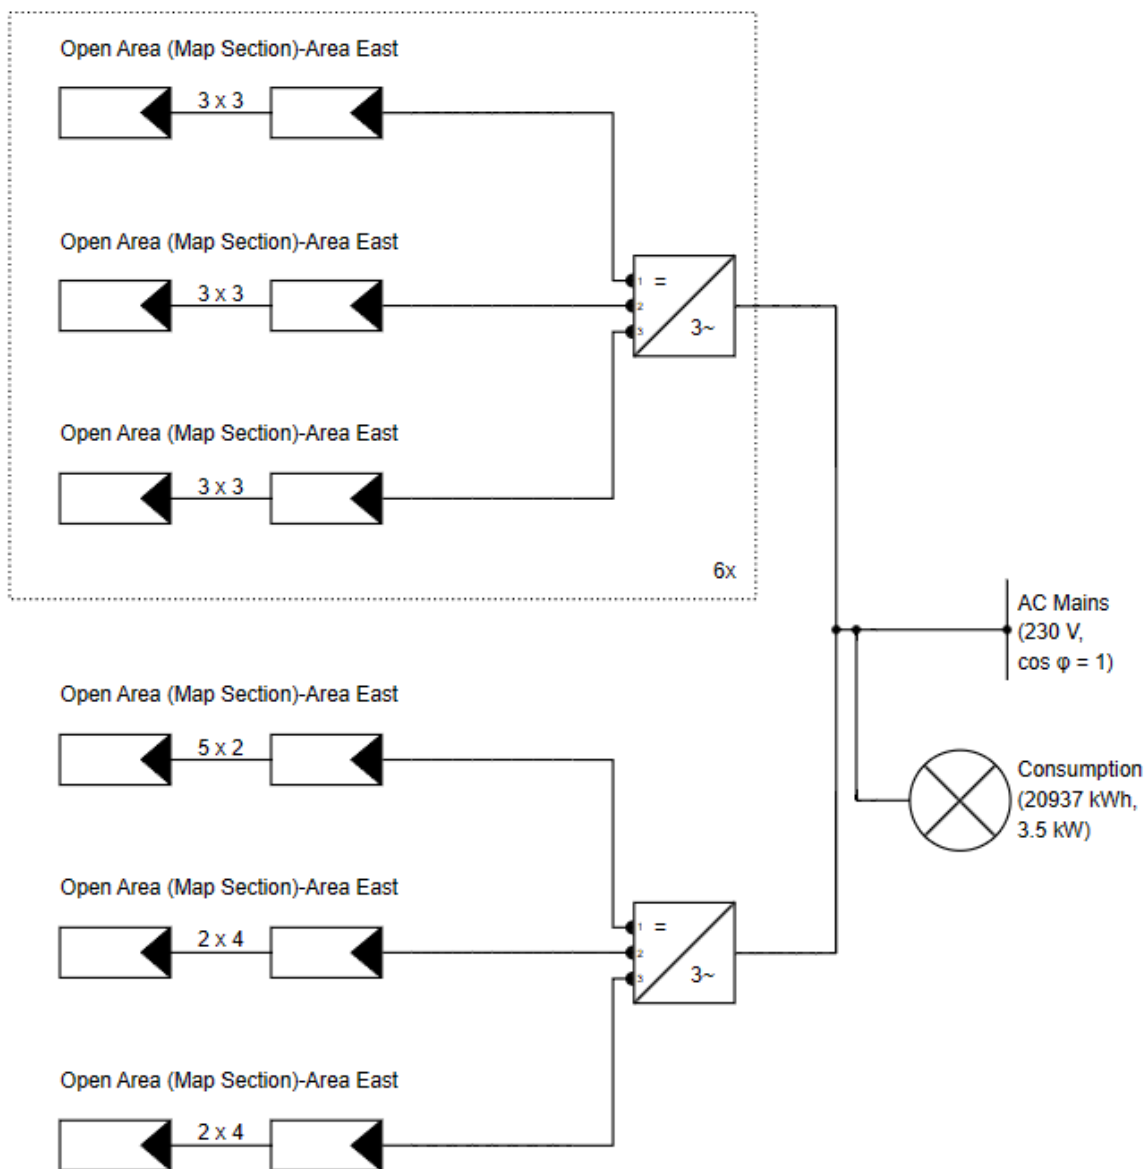 Open Area (Map Section)-Area East
3 x 3
Open Area (Map Section)-Area East
3 x 3
1 =
2
3
3~
Open Area (Map Section)-Area East
3 x 3
6x
AC Mains
(230 V,
cos φ = 1)
Open Area (Map Section)-Area East
5 x 2
Consumption
(20937 kWh,
3.5 kW)
Open Area (Map Section)-Area East
2 x 4
1 =
2
3
3~
Open Area (Map Section)-Area East
2 x 4